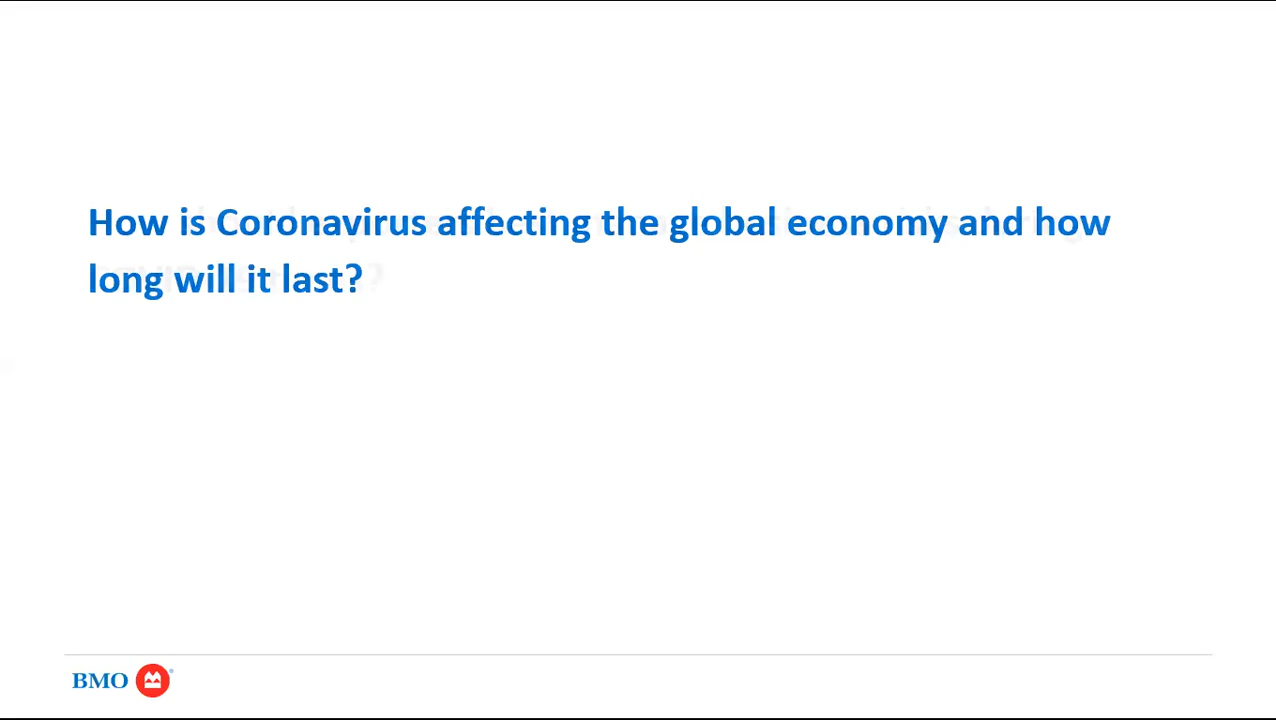 How is Coronavirus affecting the global economy and how
long will it last?
BMO